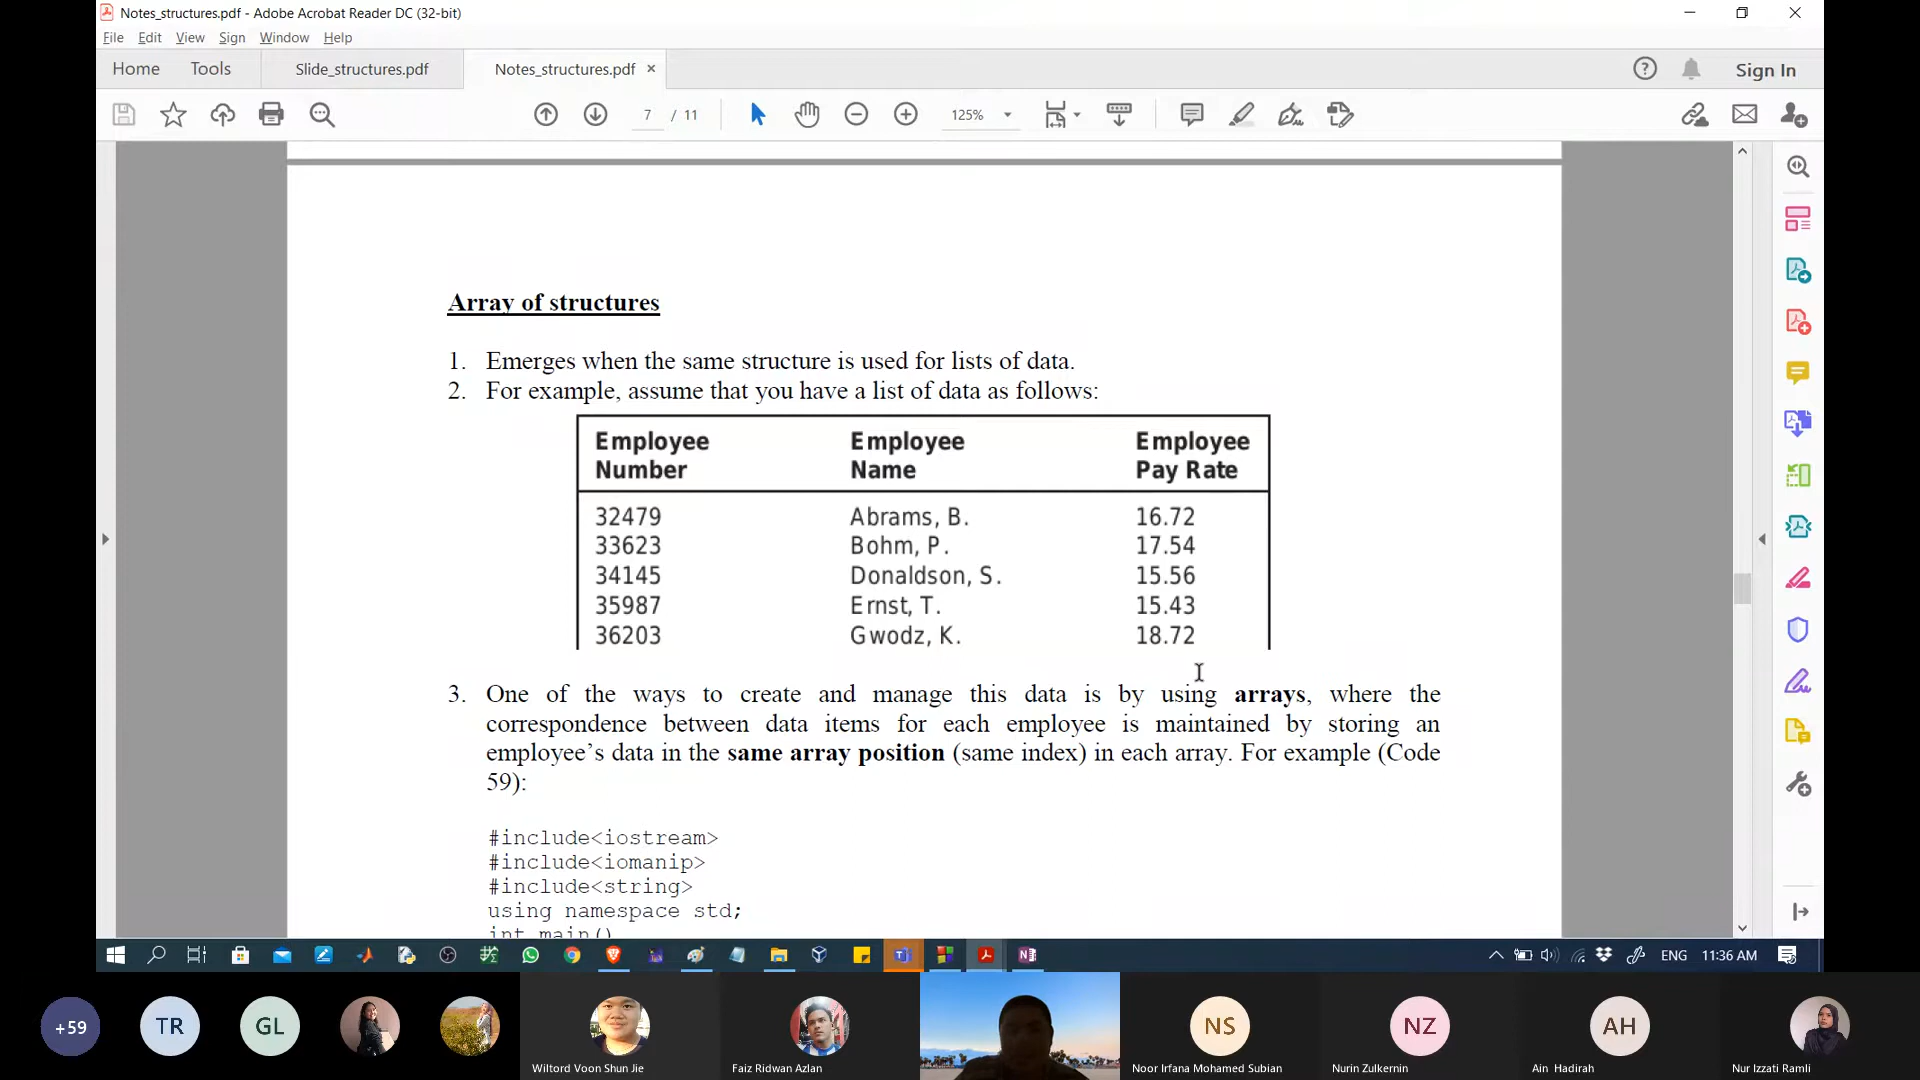 Notes_structures.pdf - Adobe Acrobat Reader DC (32-bit)
File Edit View Sign Window Help
Home Tools Slide_structures.pdf Notes_structures.pdf × Sign In
7 / 11 125%
Array of structures
1. Emerges when the same structure is used for lists of data.
2. For example, assume that you have a list of data as follows:
Employee Number Employee Name Employee Pay Rate
32479 Abrams, B. 16.72
33623 Bohm, P. 17.54
34145 Donaldson, S. 15.56
35987 Ernst, T. 15.43
36203 Gwodz, K. 18.72
3. One of the ways to create and manage this data is by using arrays, where the
correspondence between data items for each employee is maintained by storing an
employee’s data in the same array position (same index) in each array. For example (Code
59):
#include<iostream>
#include<iomanip>
#include<string>
using namespace std;
int main()
ENG 11:36 AM
+59 TR GL NS NZ AH
Wiltord Voon Shun Jie Faiz Ridwan Azlan Noor Irfana Mohamed Subian Nurin Zulkernin Ain Hadirah Nur Izzati Ramli